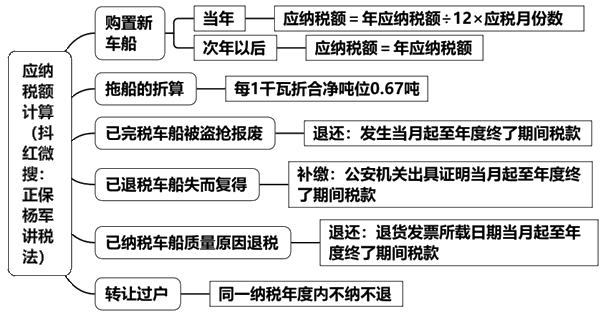 应纳
税额
计算
（抖
红微
搜：
正保
杨军
讲税
法）
购置新
车船
当年
应纳税额＝年应纳税额÷12×应税月份数
次年以后
应纳税额＝年应纳税额
拖船的折算
每1千瓦折合净吨位0.67吨
已完税车船被盗抢报废
退还：发生当月起至年度终了期间税款
已退税车船失而复得
补缴：公安机关出具证明当月起至年度终
了期间税款
已纳税车船质量原因退税
退还：退货发票所载日期当月起至年
度终了期间税款
转让过户
同一纳税年度内不纳不退